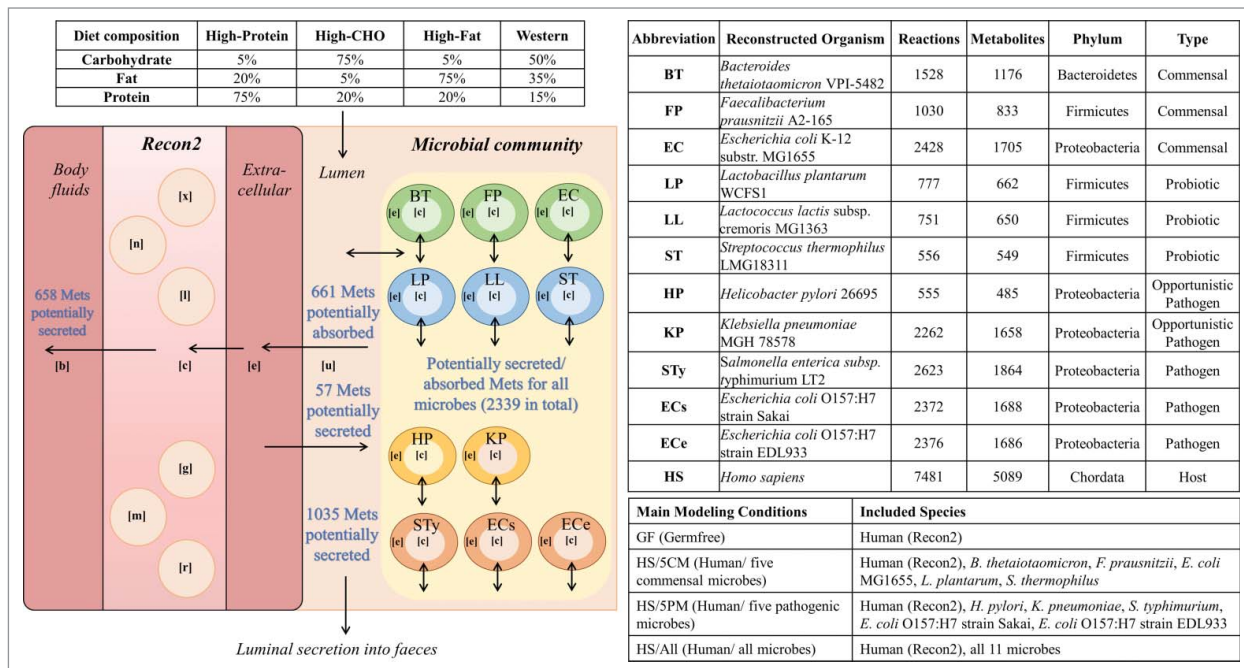 Diet composition High-Protein High-CHO High-Fat Western
Carbohydrate 5% 75% 5% 50%
Fat 20% 5% 75% 35%
Protein 75% 20% 20% 15%
Recon2
Microbial community
Body
fluids
Extra-
cellular
Lumen
[x]
[n]
[l]
658 Mets
potentially
secreted
[b]
[c]
[e]
[u]
[g]
[m]
[r]
661 Mets
potentially
absorbed
57 Mets
potentially
secreted
1035 Mets
potentially
secreted
BT FP EC
[e] [c] [e] [c] [e] [c]
LP LL ST
[e] [c] [e] [c] [e] [c]
Potentially secreted/
absorbed Mets for all
microbes (2339 in total)
HP KP
[e] [c] [e] [c]
STy ECs ECe
[e] [c] [e] [c] [e] [c]
Luminal secretion into faeces
Abbreviation Reconstructed Organism Reactions Metabolites Phylum Type
BT Bacteroides thetaiotaomicron VPI-5482 1528 1176 Bacteroidetes Commensal
FP Faecalibacterium prausnitzii A2-165 1030 833 Firmicutes Commensal
EC Escherichia coli K-12 substr. MG1655 2428 1705 Proteobacteria Commensal
LP Lactobacillus plantarum WCFS1 777 662 Firmicutes Probiotic
LL Lactococcus lactis subsp. cremoris MG1363 751 650 Firmicutes Probiotic
ST Streptococcus thermophilus LMG18311 556 549 Firmicutes Probiotic
HP Helicobacter pylori 26695 555 485 Proteobacteria Opportunistic Pathogen
KP Klebsiella pneumoniae MGH 78578 2262 1658 Proteobacteria Opportunistic Pathogen
STy Salmonella enterica subsp. typhimurium LT2 2623 1864 Proteobacteria Pathogen
ECs Escherichia coli O157:H7 strain Sakai 2372 1688 Proteobacteria Pathogen
ECe Escherichia coli O157:H7 strain EDL933 2376 1686 Proteobacteria Pathogen
HS Homo sapiens 7481 5089 Chordata Host
Main Modeling Conditions Included Species
GF (Germfree) Human (Recon2)
HS/5CM (Human/ five commensal microbes) Human (Recon2), B. thetaiotaomicron, F. prausnitzii, E. coli MG1655, L. plantarum, S. thermophilus
HS/5PM (Human/ five pathogenic microbes) Human (Recon2), H. pylori, K. pneumoniae, S. typhimurium, E. coli O157:H7 strain Sakai, E. coli O157:H7 strain EDL933
HS/All (Human/ all microbes) Human (Recon2), all 11 microbes